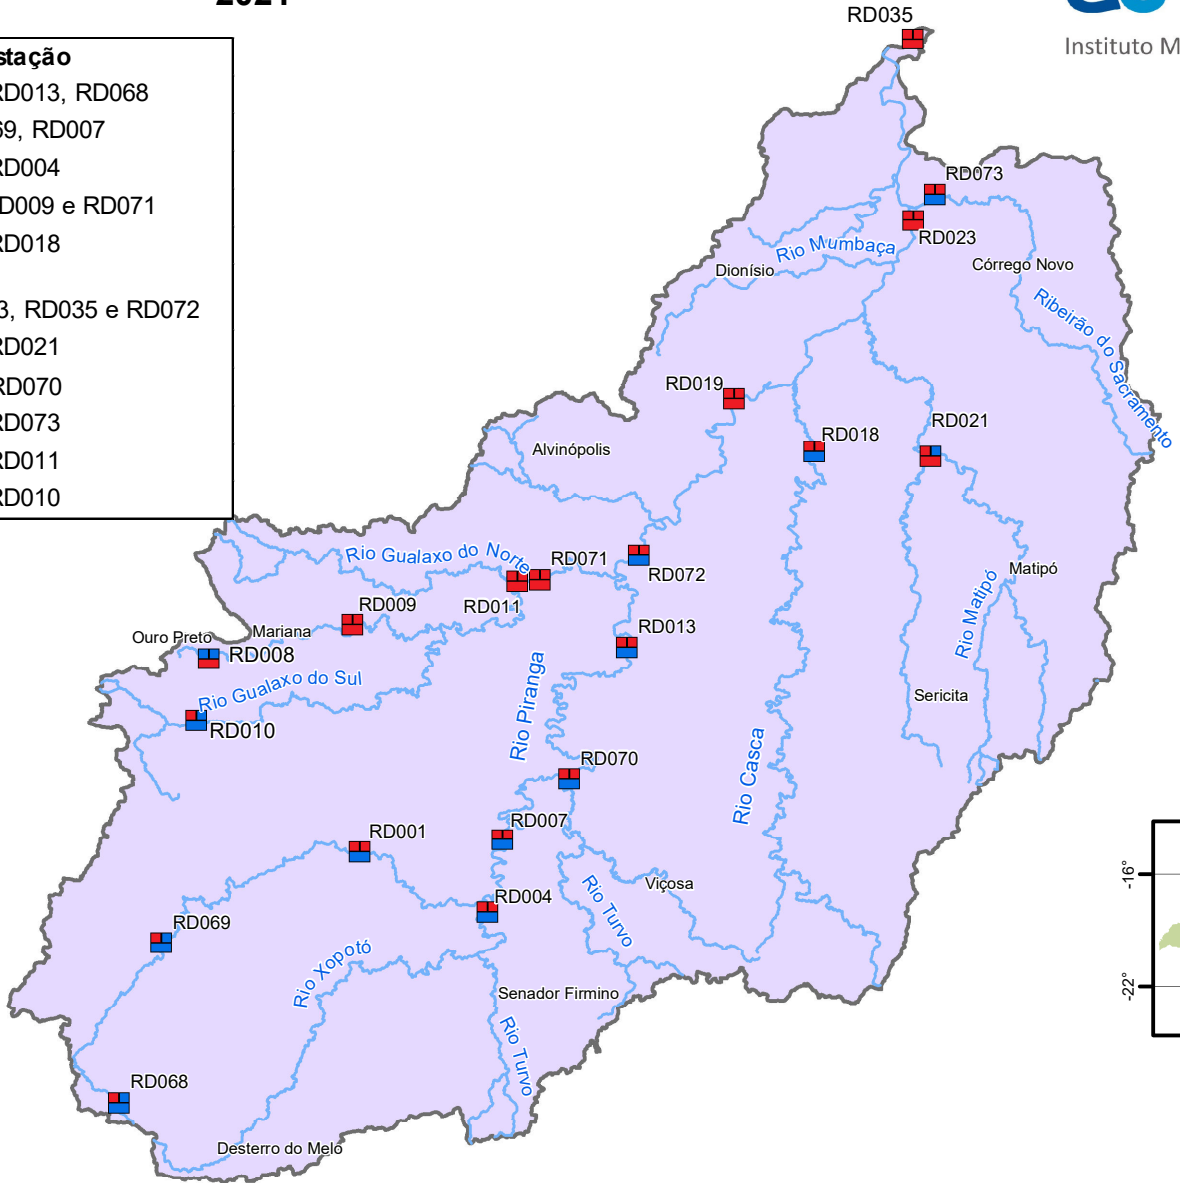 RD035
Instituto M
stação
RD013, RD068
69, RD007
RD004
RD009 e RD071
RD018
3, RD035 e RD072
RD021
RD070
RD073
RD011
RD010
RD073
RD023
Rio Mumbaça
Dionísio
Córrego Novo
Ribeirão do Sacramento
RD019
RD018
RD021
Alvinópolis
Rio Gualaxo do Norte
RD071
RD072
Matipó
RD009
RD011
RD013
Rio Matipó
Ouro Preto
Mariana
RD008
Rio Gualaxo do Sul
Sericita
RD010
Rio Piranga
RD070
Rio Casca
RD007
RD001
-16°
Viçosa
RD004
Rio Turvo
RD069
Rio Xopotó
-22°
Senador Firmino
Rio Turvo
RD068
Desterro do Melo